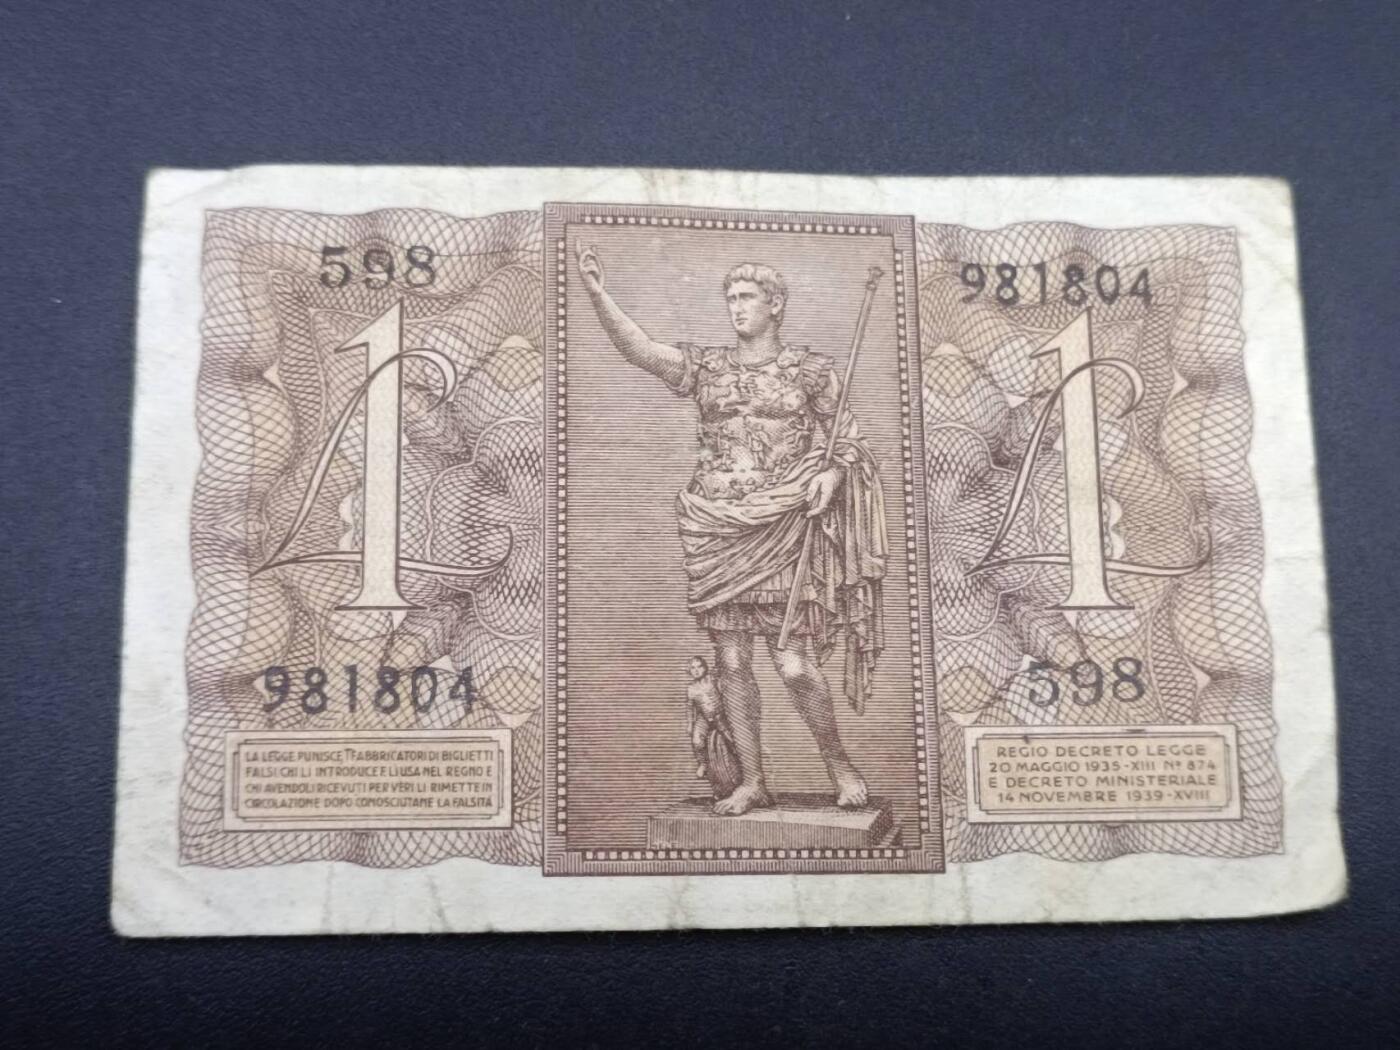 598
981804
1
1
981804
598
LA LEGGE PUNISCE I FABBRICATORI DI BIGLIETTI
FALSI CHI LI INTRODUCE E LI USA NEL REGNO E
CHI AVENDOLI RICEVUTI PER VERI LI RIMETTE IN
CIRCOLAZIONE DOPO CONOSCIUTANE LA FALSITÀ
REGIO DECRETO LEGGE
20 MAGGIO 1935-XIII Nº 874
E DECRETO MINISTERIALE
14 NOVEMBRE 1939-XVIII